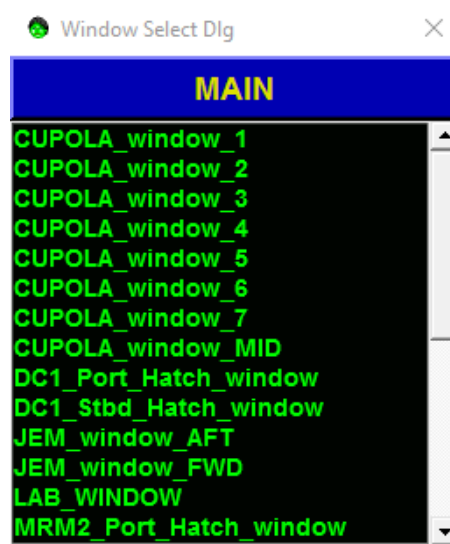 Window Select Dlg
MAIN
CUPOLA_window_1
CUPOLA_window_2
CUPOLA_window_3
CUPOLA_window_4
CUPOLA_window_5
CUPOLA_window_6
CUPOLA_window_7
CUPOLA_window_MID
DC1_Port_Hatch_window
DC1_Stbd_Hatch_window
JEM_window_AFT
JEM_window_FWD
LAB_WINDOW
MRM2_Port_Hatch_window